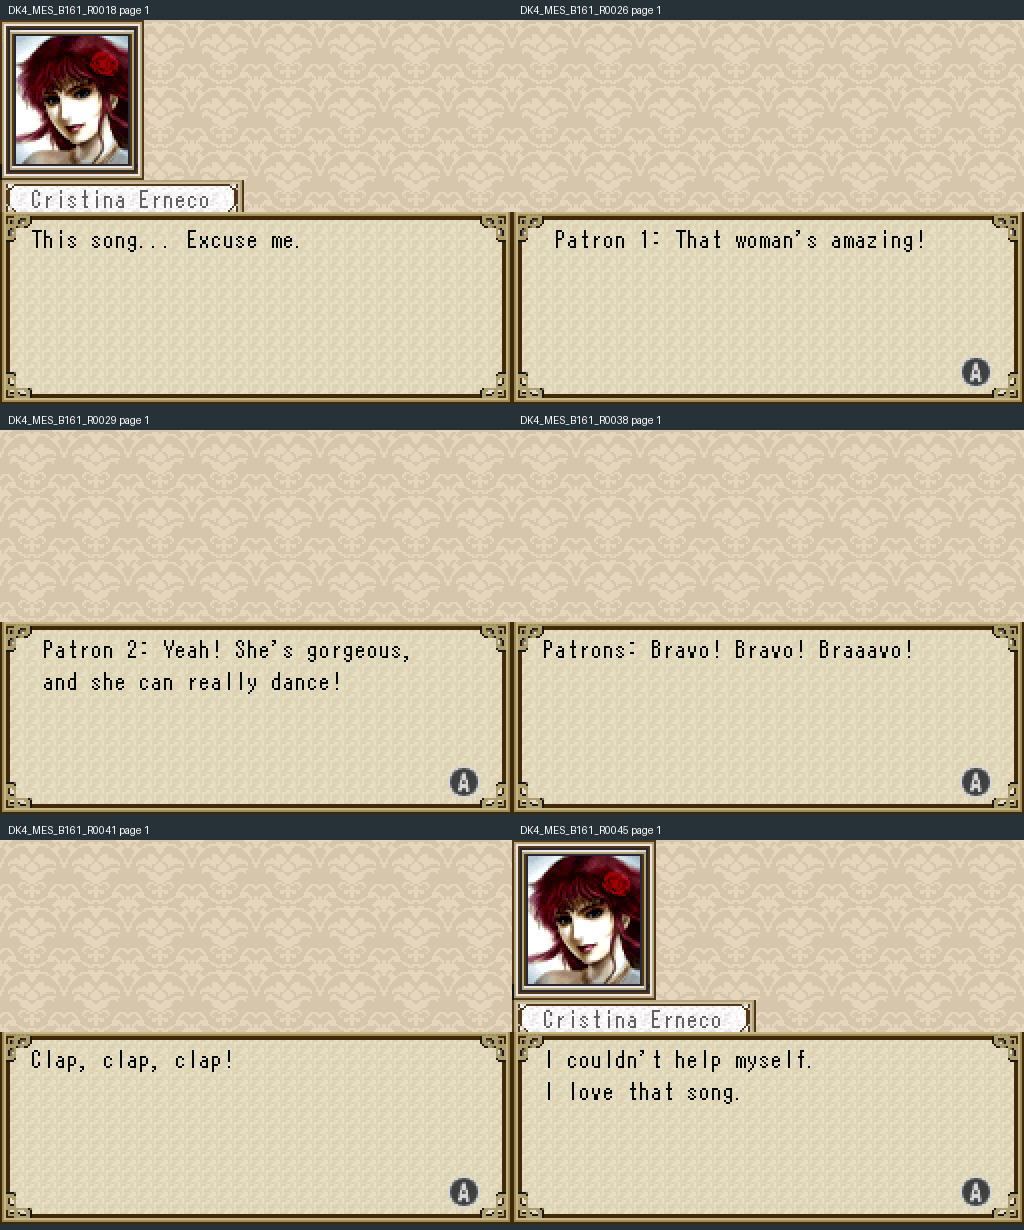 DK4_MES_B161_R0018 page 1
DK4_MES_B161_R0026 page 1
Cristina Erneco
This song... Excuse me.
Patron 1: That woman's amazing!
A
DK4_MES_B161_R0029 page 1
DK4_MES_B161_R0038 page 1
Patron 2: Yeah! She's gorgeous,
and she can really dance!
A
Patrons: Bravo! Bravo! Braaavo!
A
DK4_MES_B161_R0041 page 1
DK4_MES_B161_R0045 page 1
Clap, clap, clap!
A
Cristina Erneco
I couldn't help myself.
I love that song.
A